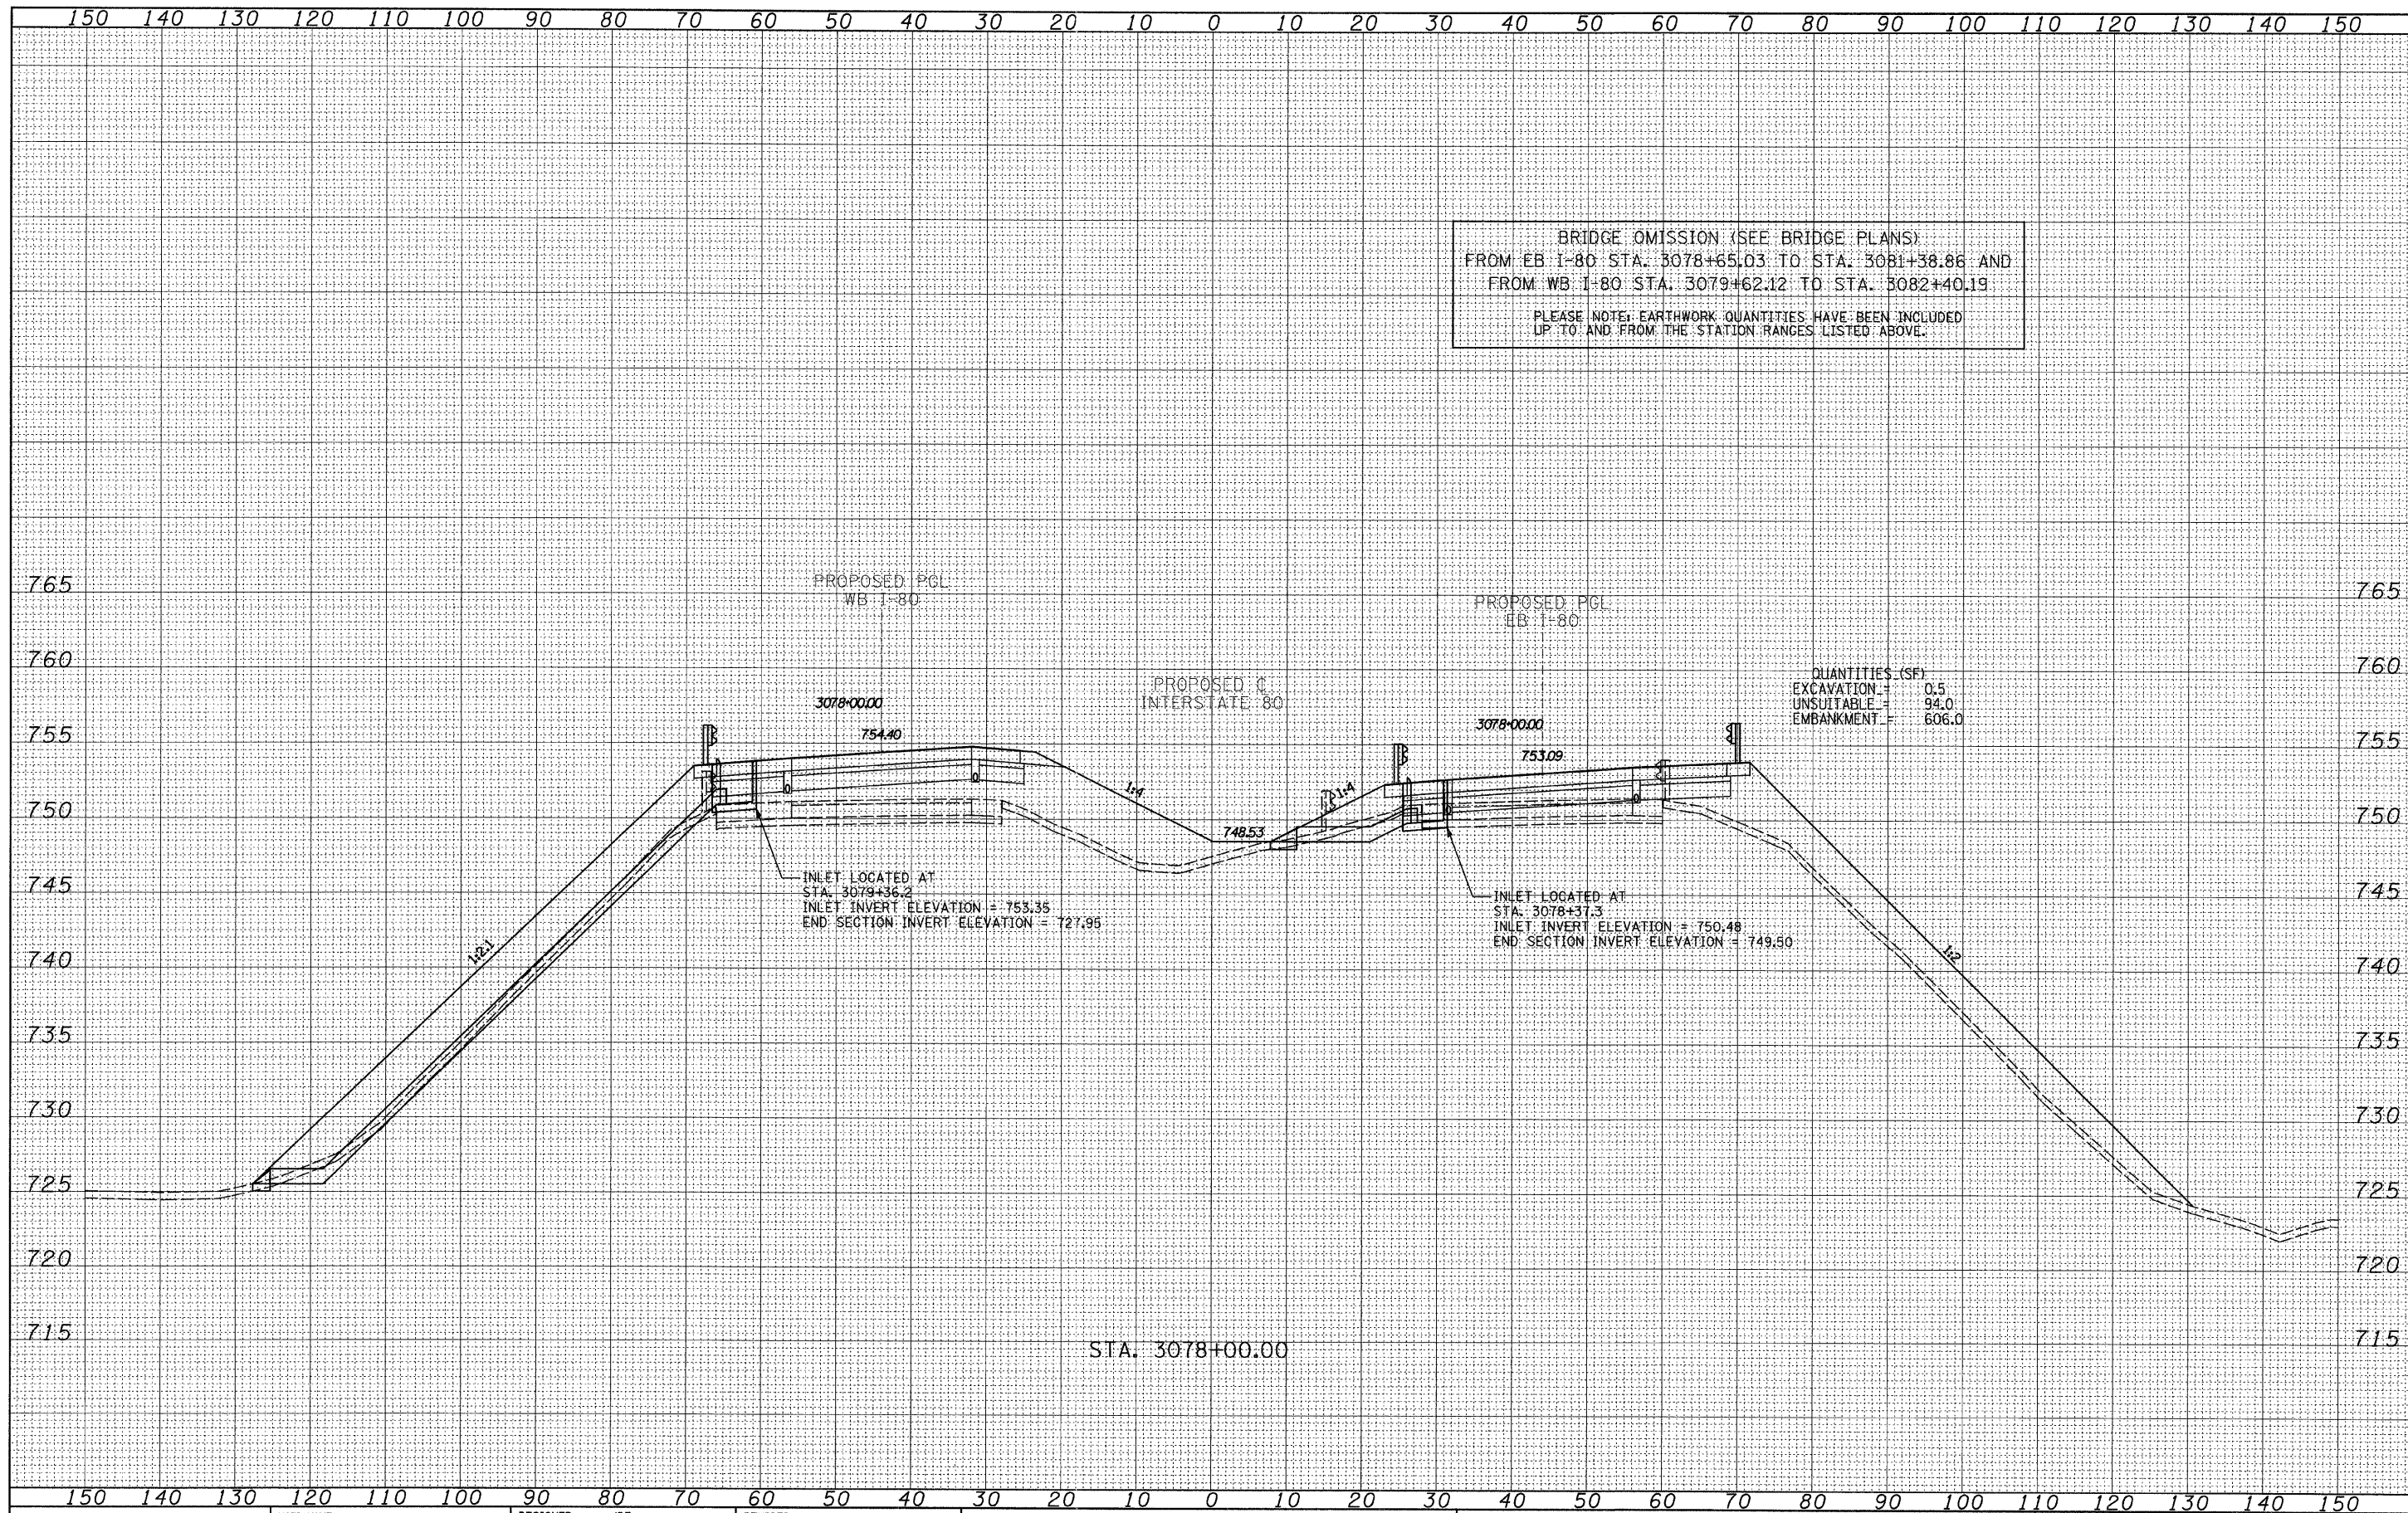 150 140 130 120 110 100 90 80 70 60 50 40 30 20 10 0 10 20 30 40 50 60 70 80 90 100 110 120 130 140 150
BRIDGE OMISSION (SEE BRIDGE PLANS)
FROM EB I-80 STA. 3078+65.03 TO STA. 3081+38.86 AND
FROM WB I-80 STA. 3079+62.12 TO STA. 3082+40.19
PLEASE NOTE: EARTHWORK QUANTITIES HAVE BEEN INCLUDED
UP TO AND FROM THE STATION RANGES LISTED ABOVE.
765
PROPOSED PGL
WB I-80
PROPOSED PGL
EB I-80
765
760
760
PROPOSED ℄
INTERSTATE 80
QUANTITIES (SF)
EXCAVATION = 0.5
UNSUITABLE = 94.0
EMBANKMENT = 606.0
3078+00.00
754.40
3078+00.00
753.09
755
755
1:4
1:4
748.53
750
750
INLET LOCATED AT
STA. 3079+36.2
INLET INVERT ELEVATION = 753.35
END SECTION INVERT ELEVATION = 727.95
INLET LOCATED AT
STA. 3078+37.3
INLET INVERT ELEVATION = 750.48
END SECTION INVERT ELEVATION = 749.50
745
745
1:2.1
1:2
740
740
735
735
730
730
725
725
720
720
715
715
STA. 3078+00.00
150 140 130 120 110 100 90 80 70 60 50 40 30 20 10 0 10 20 30 40 50 60 70 80 90 100 110 120 130 140 150